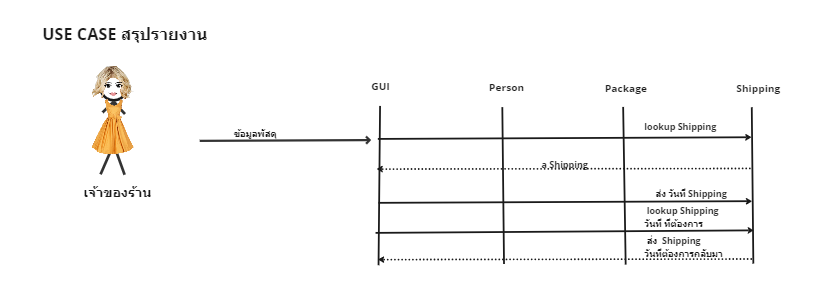 USE CASE สรุปรายงาน
GUI
Person
Package
Shipping
ข้อมูลพัสดุ
lookup Shipping
a Shipping
เจ้าของร้าน
ส่ง วันที่ Shipping
lookup Shipping
วันที่ ที่ต้องการ
ส่ง Shipping
วันที่ต้องการกลับมา